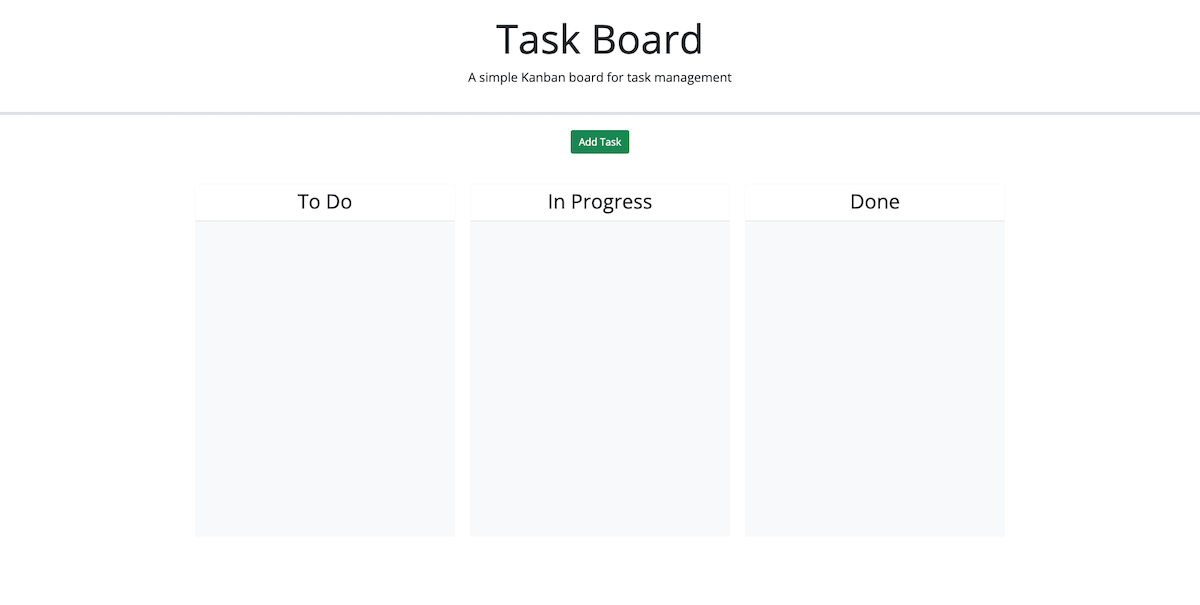 Task Board
A simple Kanban board for task management
Add Task
To Do
In Progress
Done